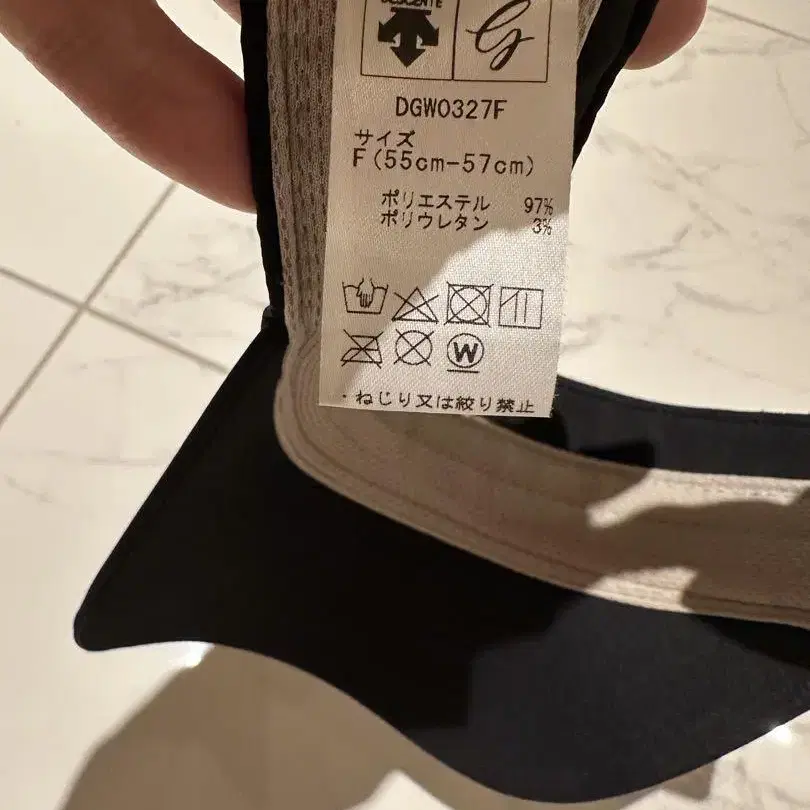 DESCENTE
G
DGW0327F
サイズ
F(55cm-57cm)
ポリエステル 97%
ポリウレタン 3%
W
・ねじり又は絞り禁止